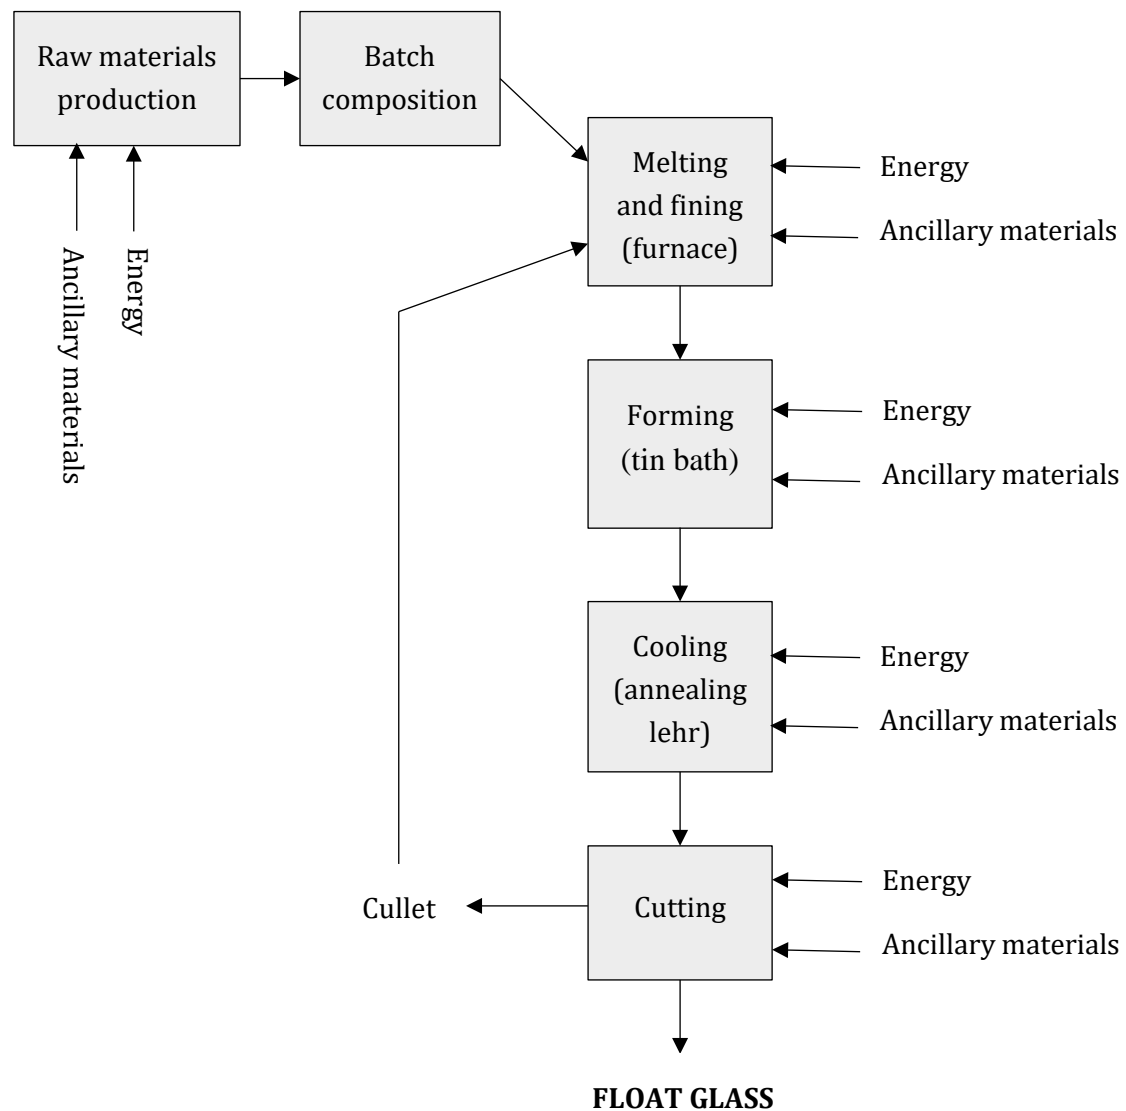 Raw materials
production
Batch
composition
Ancillary materials
Energy
Melting
and fining
(furnace)
Energy
Ancillary materials
Forming
(tin bath)
Energy
Ancillary materials
Cooling
(annealing
lehr)
Energy
Ancillary materials
Cullet
Cutting
Energy
Ancillary materials
FLOAT GLASS